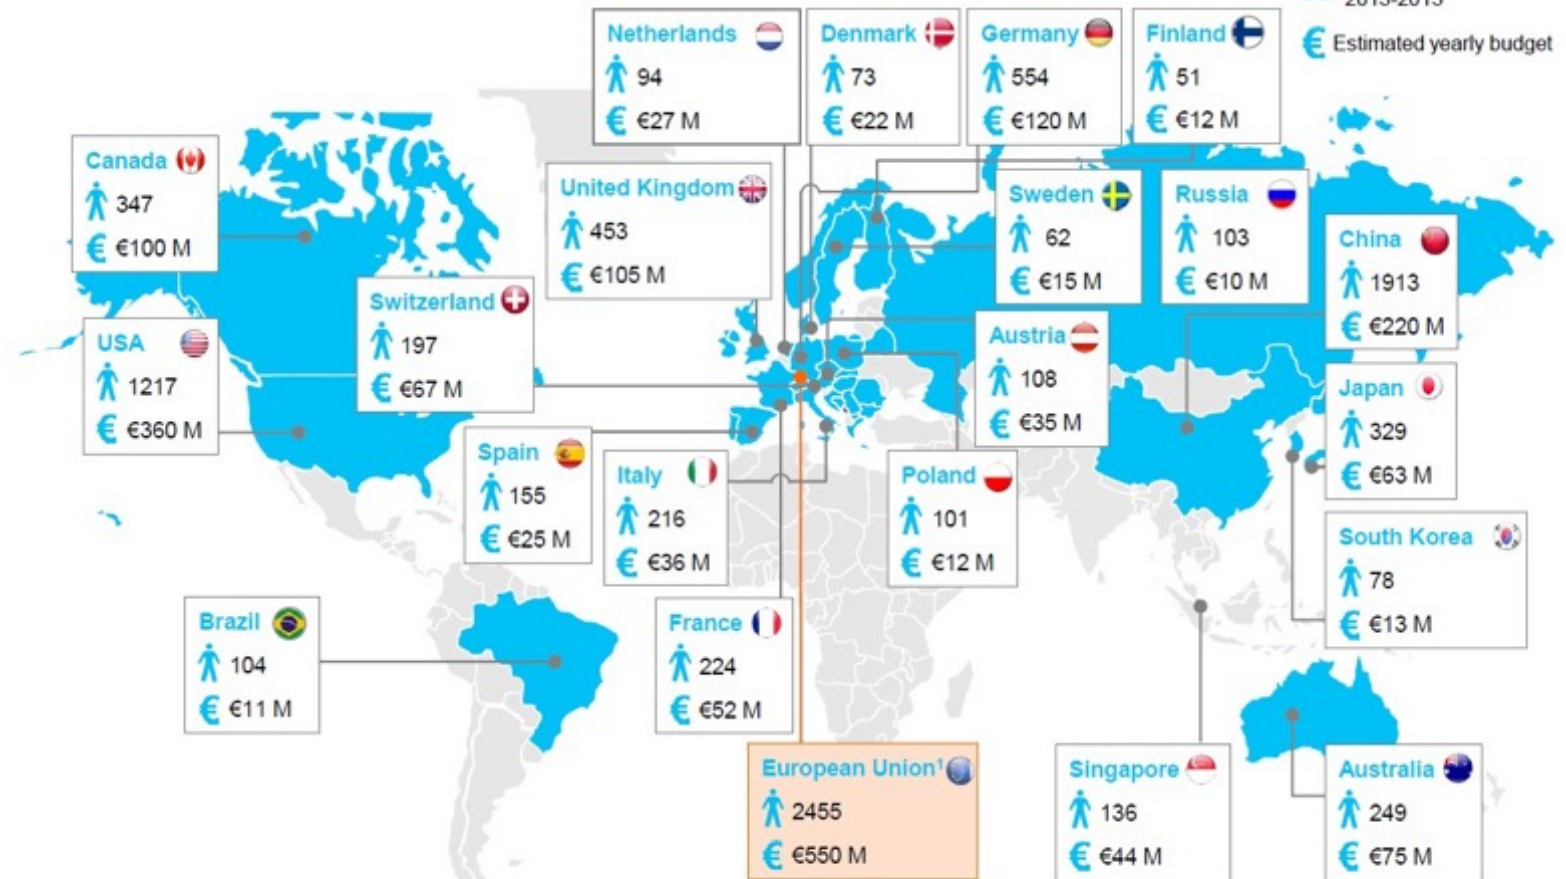 € Estimated yearly budget
Netherlands
94
€ €27 M
Denmark
73
€ €22 M
Germany
554
€ €120 M
Finland
51
€ €12 M
Canada
347
€ €100 M
United Kingdom
453
€ €105 M
Sweden
62
€ €15 M
Russia
103
€ €10 M
China
1913
€ €220 M
Switzerland
197
€ €67 M
USA
1217
€ €360 M
Austria
108
€ €35 M
Japan
329
€ €63 M
Spain
155
€ €25 M
Italy
216
€ €36 M
Poland
101
€ €12 M
South Korea
78
€ €13 M
Brazil
104
€ €11 M
France
224
€ €52 M
European Union¹
2455
€ €550 M
Singapore
136
€ €44 M
Australia
249
€ €75 M